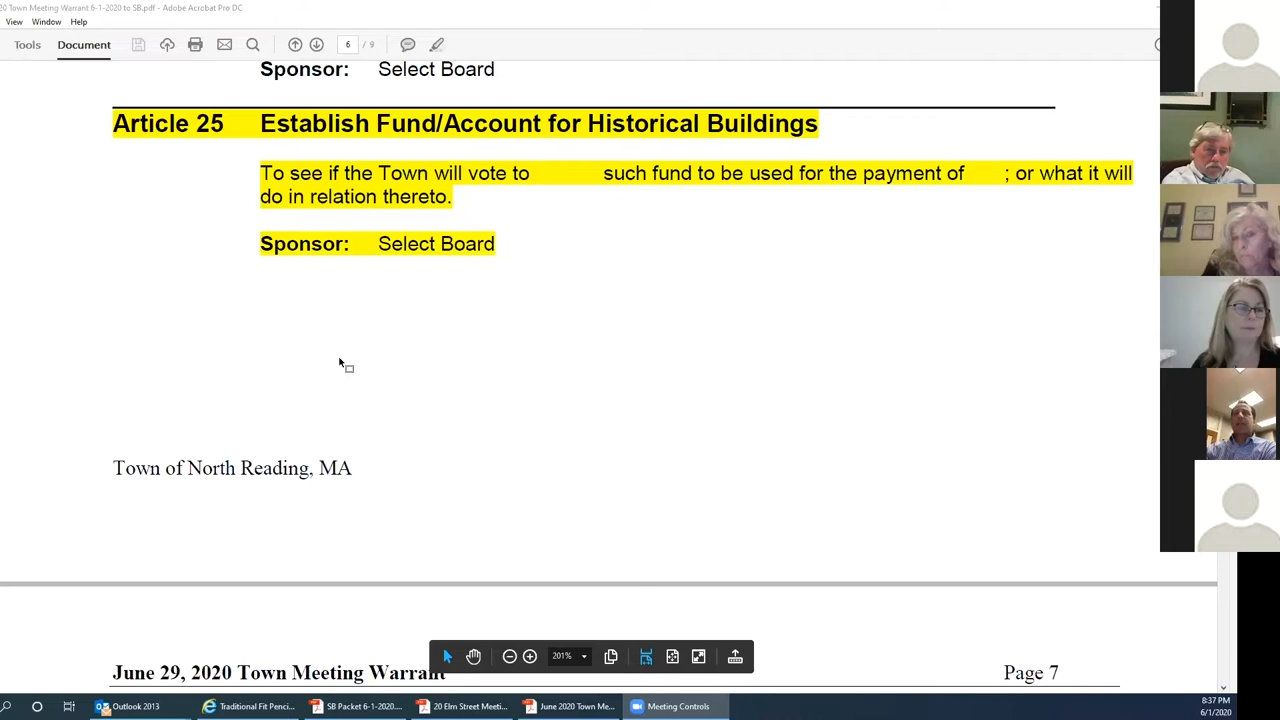 20 Town Meeting Warrant 6-1-2020 to SB.pdf - Adobe Acrobat Pro DC
View Window Help
Tools Document 6 / 9
Sponsor: Select Board
Article 25 Establish Fund/Account for Historical Buildings
To see if the Town will vote to such fund to be used for the payment of ; or what it will
do in relation thereto.
Sponsor: Select Board
Town of North Reading, MA
201%
June 29, 2020 Town Meeting Warrant Page 7
Outlook 2013 Traditional Fit Penci... SB Packet 6-1-2020.... 20 Elm Street Meeti... June 2020 Town Me... Meeting Controls
8:37 PM
6/1/2020